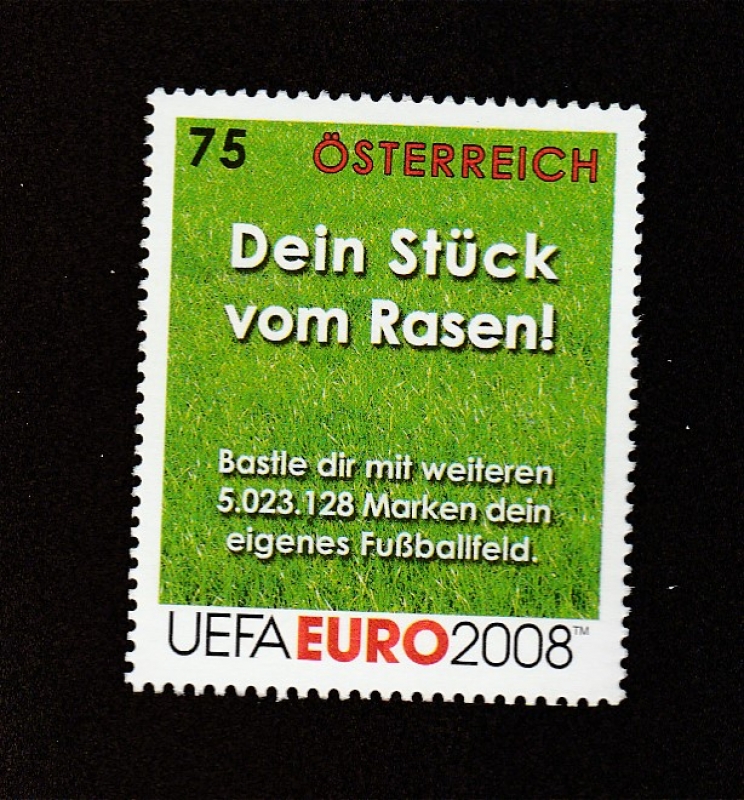 75 ÖSTERREICH
Dein Stück
vom Rasen!
Bastle dir mit weiteren
5.023.128 Marken dein
eigenes Fußballfeld.
UEFA EURO 2008™